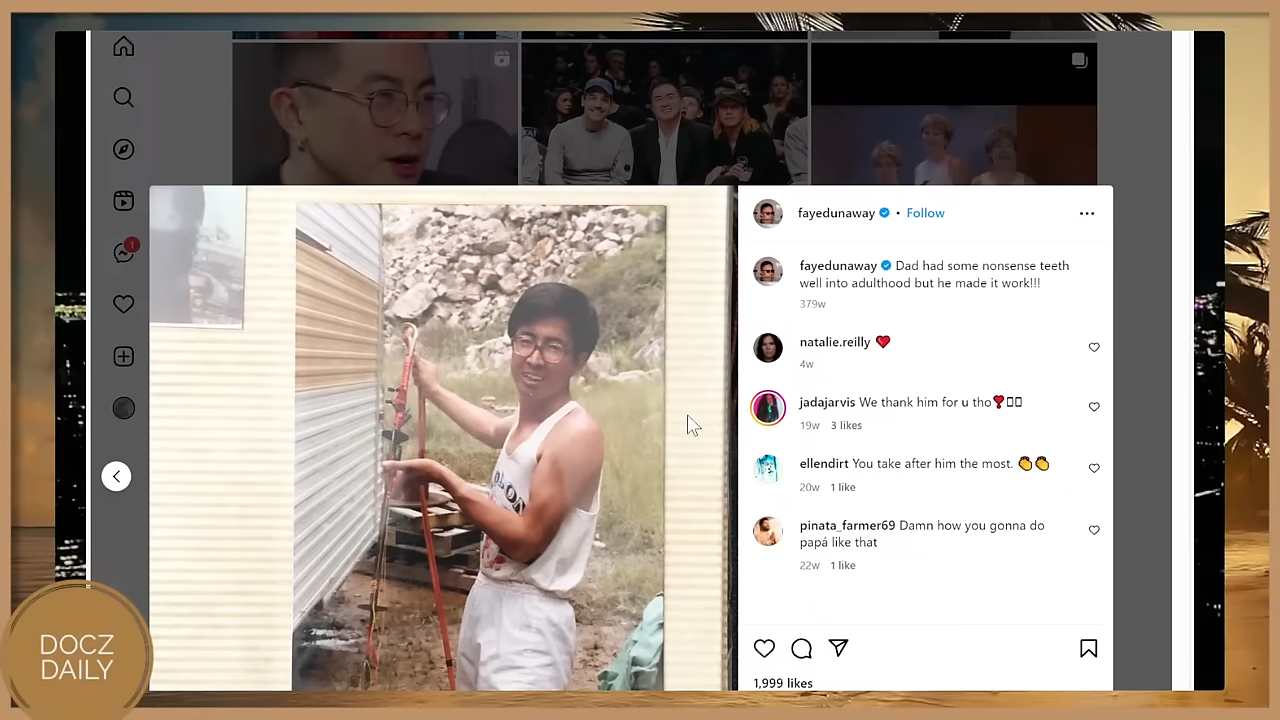 1
fayedunaway • Follow
fayedunaway Dad had some nonsense teeth
well into adulthood but he made it work!!!
379w
natalie.reilly ❤️
4w
jadajarvis We thank him for u tho❣️
19w 3 likes
ellendirt You take after him the most. 👏👏
20w 1 like
pinata_farmer69 Damn how you gonna do
papá like that
22w 1 like
1,999 likes
DOCZ
DAILY